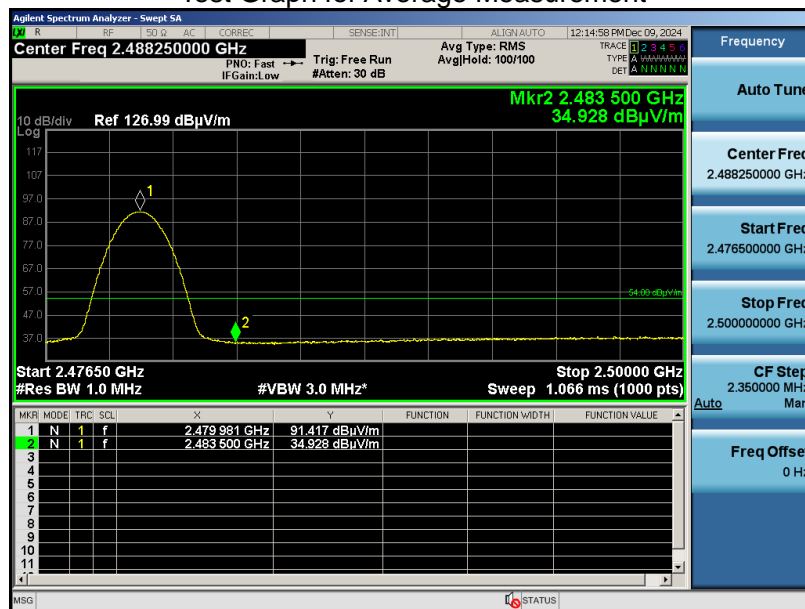 Test Graph for Average Measurement
Agilent Spectrum Analyzer - Swept SA
LXI R RF 50 Ω AC CORREC SENSE:INT ALIGN AUTO 12:14:58 PM Dec 09, 2024
Center Freq 2.488250000 GHz
PNO: Fast
IFGain:Low
Trig: Free Run
#Atten: 30 dB
Avg Type: RMS
Avg|Hold: 100/100
TRACE 1 2 3 4 5 6
TYPE A WWWWW
DET A N N N N N
Mkr2 2.483 500 GHz
34.928 dBµV/m
10 dB/div Ref 126.99 dBµV/m
Log
117
107
97.0
87.0
77.0
67.0
57.0
47.0
37.0
1
2
54.00 dBµV/m
Start 2.47650 GHz Stop 2.50000 GHz
#Res BW 1.0 MHz #VBW 3.0 MHz* Sweep 1.066 ms (1000 pts)
MKR MODE TRC SCL X Y FUNCTION FUNCTION WIDTH FUNCTION VALUE
1 N 1 f 2.479 981 GHz 91.417 dBµV/m
2 N 1 f 2.483 500 GHz 34.928 dBµV/m
3
4
5
6
7
8
9
10
11
MSG STATUS
Frequency
Auto Tune
Center Freq
2.488250000 GHz
Start Freq
2.476500000 GHz
Stop Freq
2.500000000 GHz
CF Step
2.350000 MHz
Auto Man
Freq Offset
0 Hz